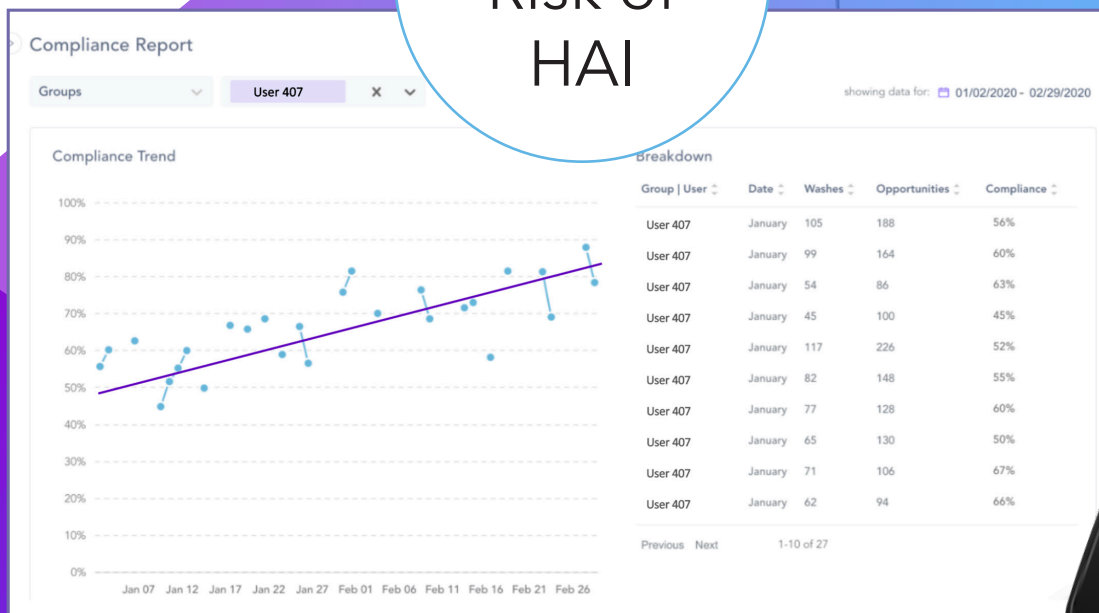 Risk of
HAI
Compliance Report
Groups User 407
showing data for: 01/02/2020 - 02/29/2020
Compliance Trend
100%
90%
80%
70%
60%
50%
40%
30%
20%
10%
0%
Jan 07 Jan 12 Jan 17 Jan 22 Jan 27 Feb 01 Feb 06 Feb 11 Feb 16 Feb 21 Feb 26
Breakdown
Group | User Date Washes Opportunities Compliance
User 407 January 105 188 56%
User 407 January 99 164 60%
User 407 January 54 86 63%
User 407 January 45 100 45%
User 407 January 117 226 52%
User 407 January 82 148 55%
User 407 January 77 128 60%
User 407 January 65 130 50%
User 407 January 71 106 67%
User 407 January 62 94 66%
Previous Next 1-10 of 27